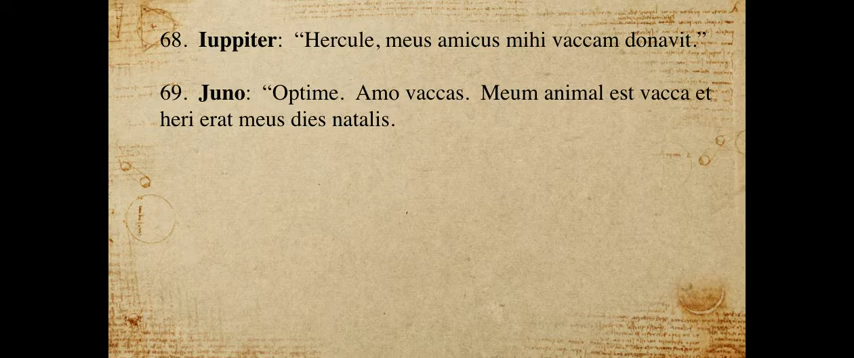 68. Iuppiter: “Hercule, meus amicus mihi vaccam donavit.”
69. Juno: “Optime. Amo vaccas. Meum animal est vacca et
heri erat meus dies natalis.